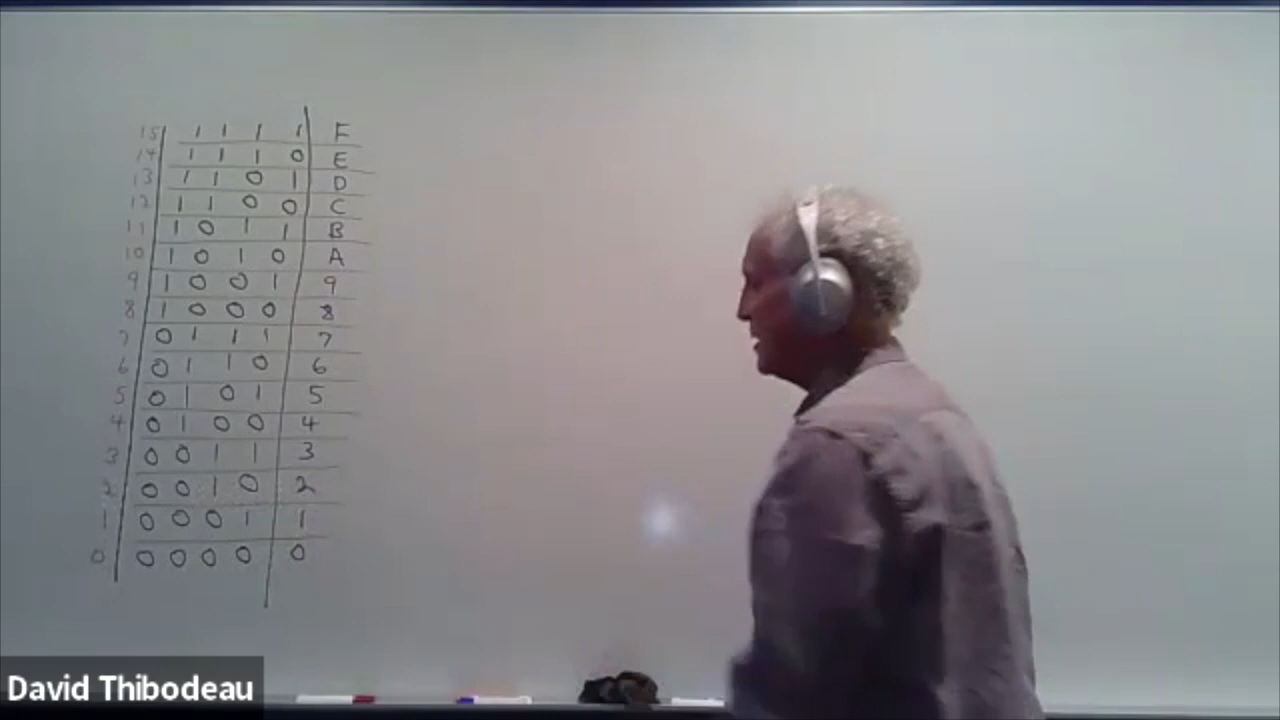 15 1 1 1 1 F
14 1 1 1 0 E
13 1 1 0 1 D
12 1 1 0 0 C
11 1 0 1 1 B
10 1 0 1 0 A
9 1 0 0 1 9
8 1 0 0 0 8
7 0 1 1 1 7
6 0 1 1 0 6
5 0 1 0 1 5
4 0 1 0 0 4
3 0 0 1 1 3
2 0 0 1 0 2
1 0 0 0 1 1
0 0 0 0 0 0
David Thibodeau